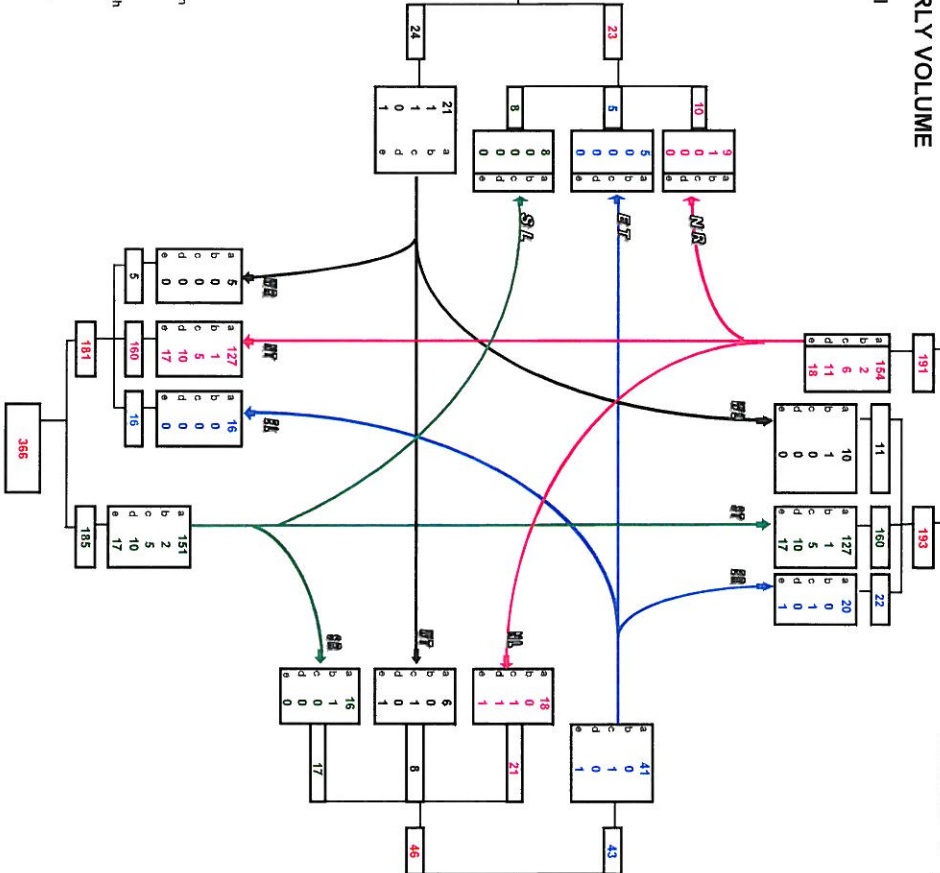 RLY VOLUME
191
193
11
160
22
a 154
b 2
c 6
d 11
e 18
a 10
b 1
c 0
d 0
e 0
a 127
b 1
c 5
d 10
e 17
a 20
b 0
c 1
d 0
e 1
23
10
9 a
1 b
0 c
0 d
0 e
NR
5
5 a
0 b
0 c
0 d
0 e
ET
8
8 a
0 b
0 c
0 d
0 e
SL
24
21 a
1 b
1 c
0 d
1 e
a 41
b 0
c 1
d 0
e 1
43
a 18
b 0
c 1
d 1
e 1
21
a 6
b 0
c 1
d 0
e 1
8
46
a 16
b 1
c 0
d 0
e 0
17
a 5
b 0
c 0
d 0
e 0
a 127
b 1
c 5
d 10
e 17
a 16
b 0
c 0
d 0
e 0
a 151
b 2
c 5
d 10
e 17
5
160
16
181
185
366